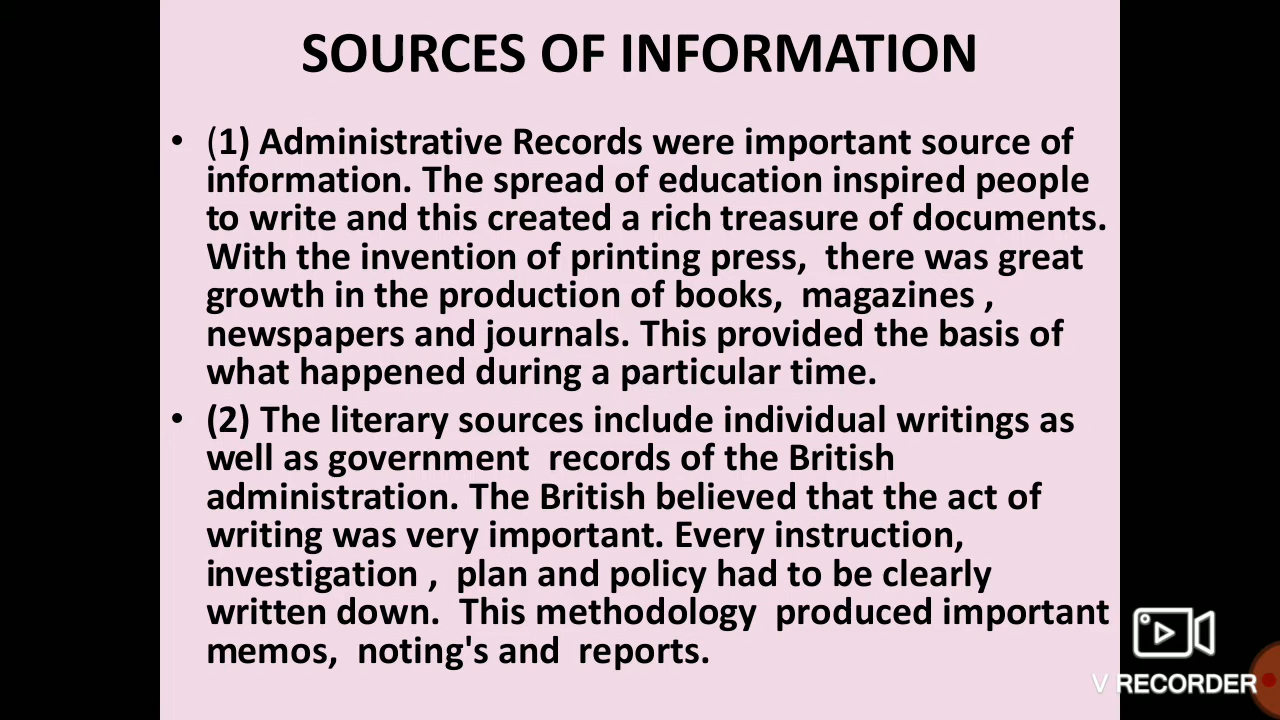 SOURCES OF INFORMATION
• (1) Administrative Records were important source of
information. The spread of education inspired people
to write and this created a rich treasure of documents.
With the invention of printing press,  there was great
growth in the production of books,  magazines ,
newspapers and journals. This provided the basis of
what happened during a particular time.
• (2) The literary sources include individual writings as
well as government  records of the British
administration. The British believed that the act of
writing was very important. Every instruction,
investigation ,  plan and policy had to be clearly
written down.  This methodology  produced important
memos,  noting's and  reports.
V RECORDER